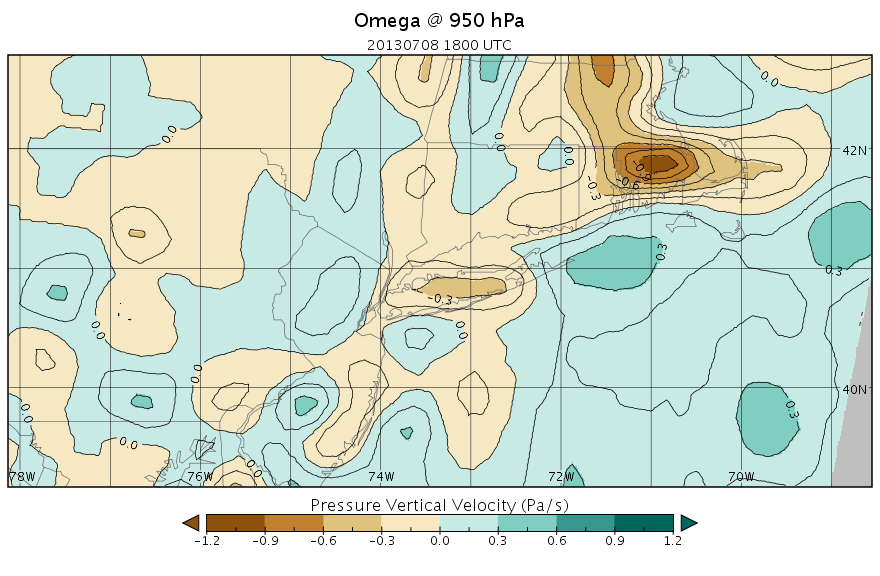 Omega @ 950 hPa
20130708 1800 UTC
0.0
0.0
0.0
0.0
42N
-0.9
-0.6
-0.3
0.3
0.3
-0.3
0.0
0.0
0.0
40N
0.0
0.3
0.0
0.0
78W
76W
74W
72W
70W
Pressure Vertical Velocity (Pa/s)
-1.2 -0.9 -0.6 -0.3 0.0 0.3 0.6 0.9 1.2